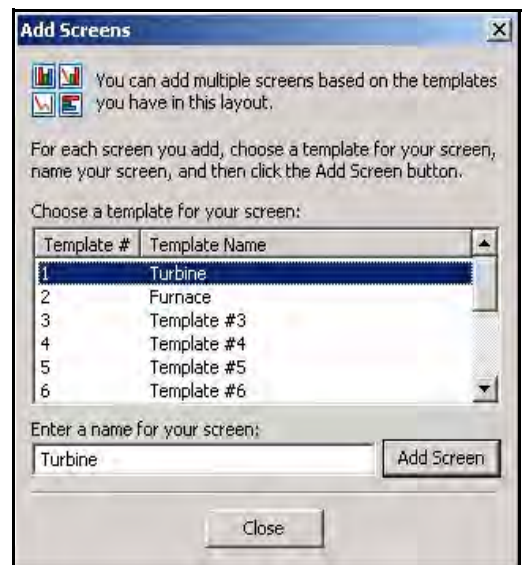 Add Screens
You can add multiple screens based on the templates
you have in this layout.
For each screen you add, choose a template for your screen,
name your screen, and then click the Add Screen button.
Choose a template for your screen:
Template # Template Name
1 Turbine
2 Furnace
3 Template #3
4 Template #4
5 Template #5
6 Template #6
Enter a name for your screen:
Turbine Add Screen
Close